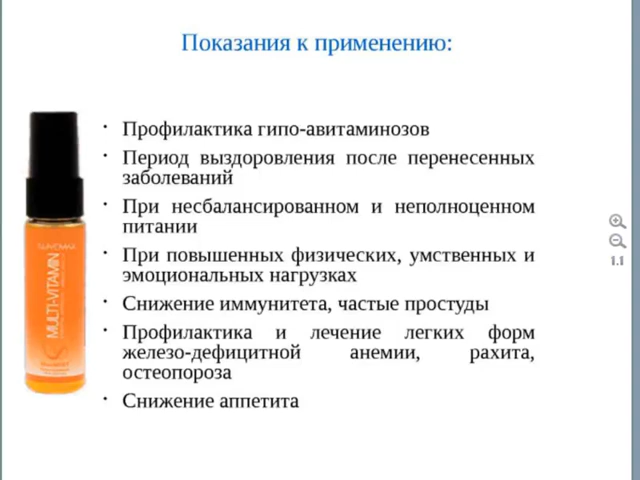 Показания к применению:
Профилактика гипо-авитаминозов
Период выздоровления после перенесенных
заболеваний
При несбалансированном и неполноценном
питании
При повышенных физических, умственных и
эмоциональных нагрузках
Снижение иммунитета, частые простуды
Профилактика и лечение легких форм
железо-дефицитной анемии, рахита,
остеопороза
Снижение аппетита
MULTI-VITAMIN
1.1